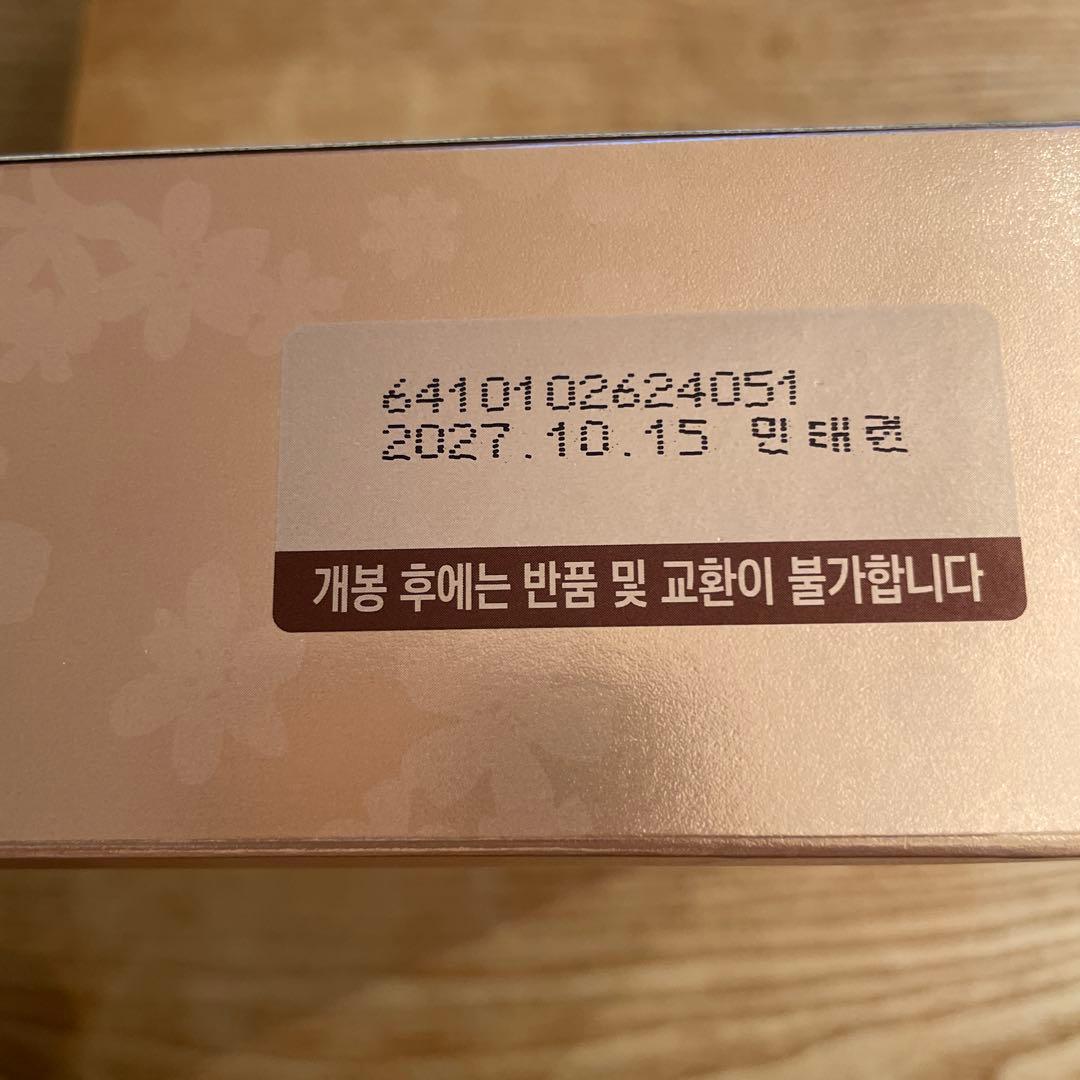 6410102624051
2027.10.15 민태권
개봉 후에는 반품 및 교환이 불가합니다